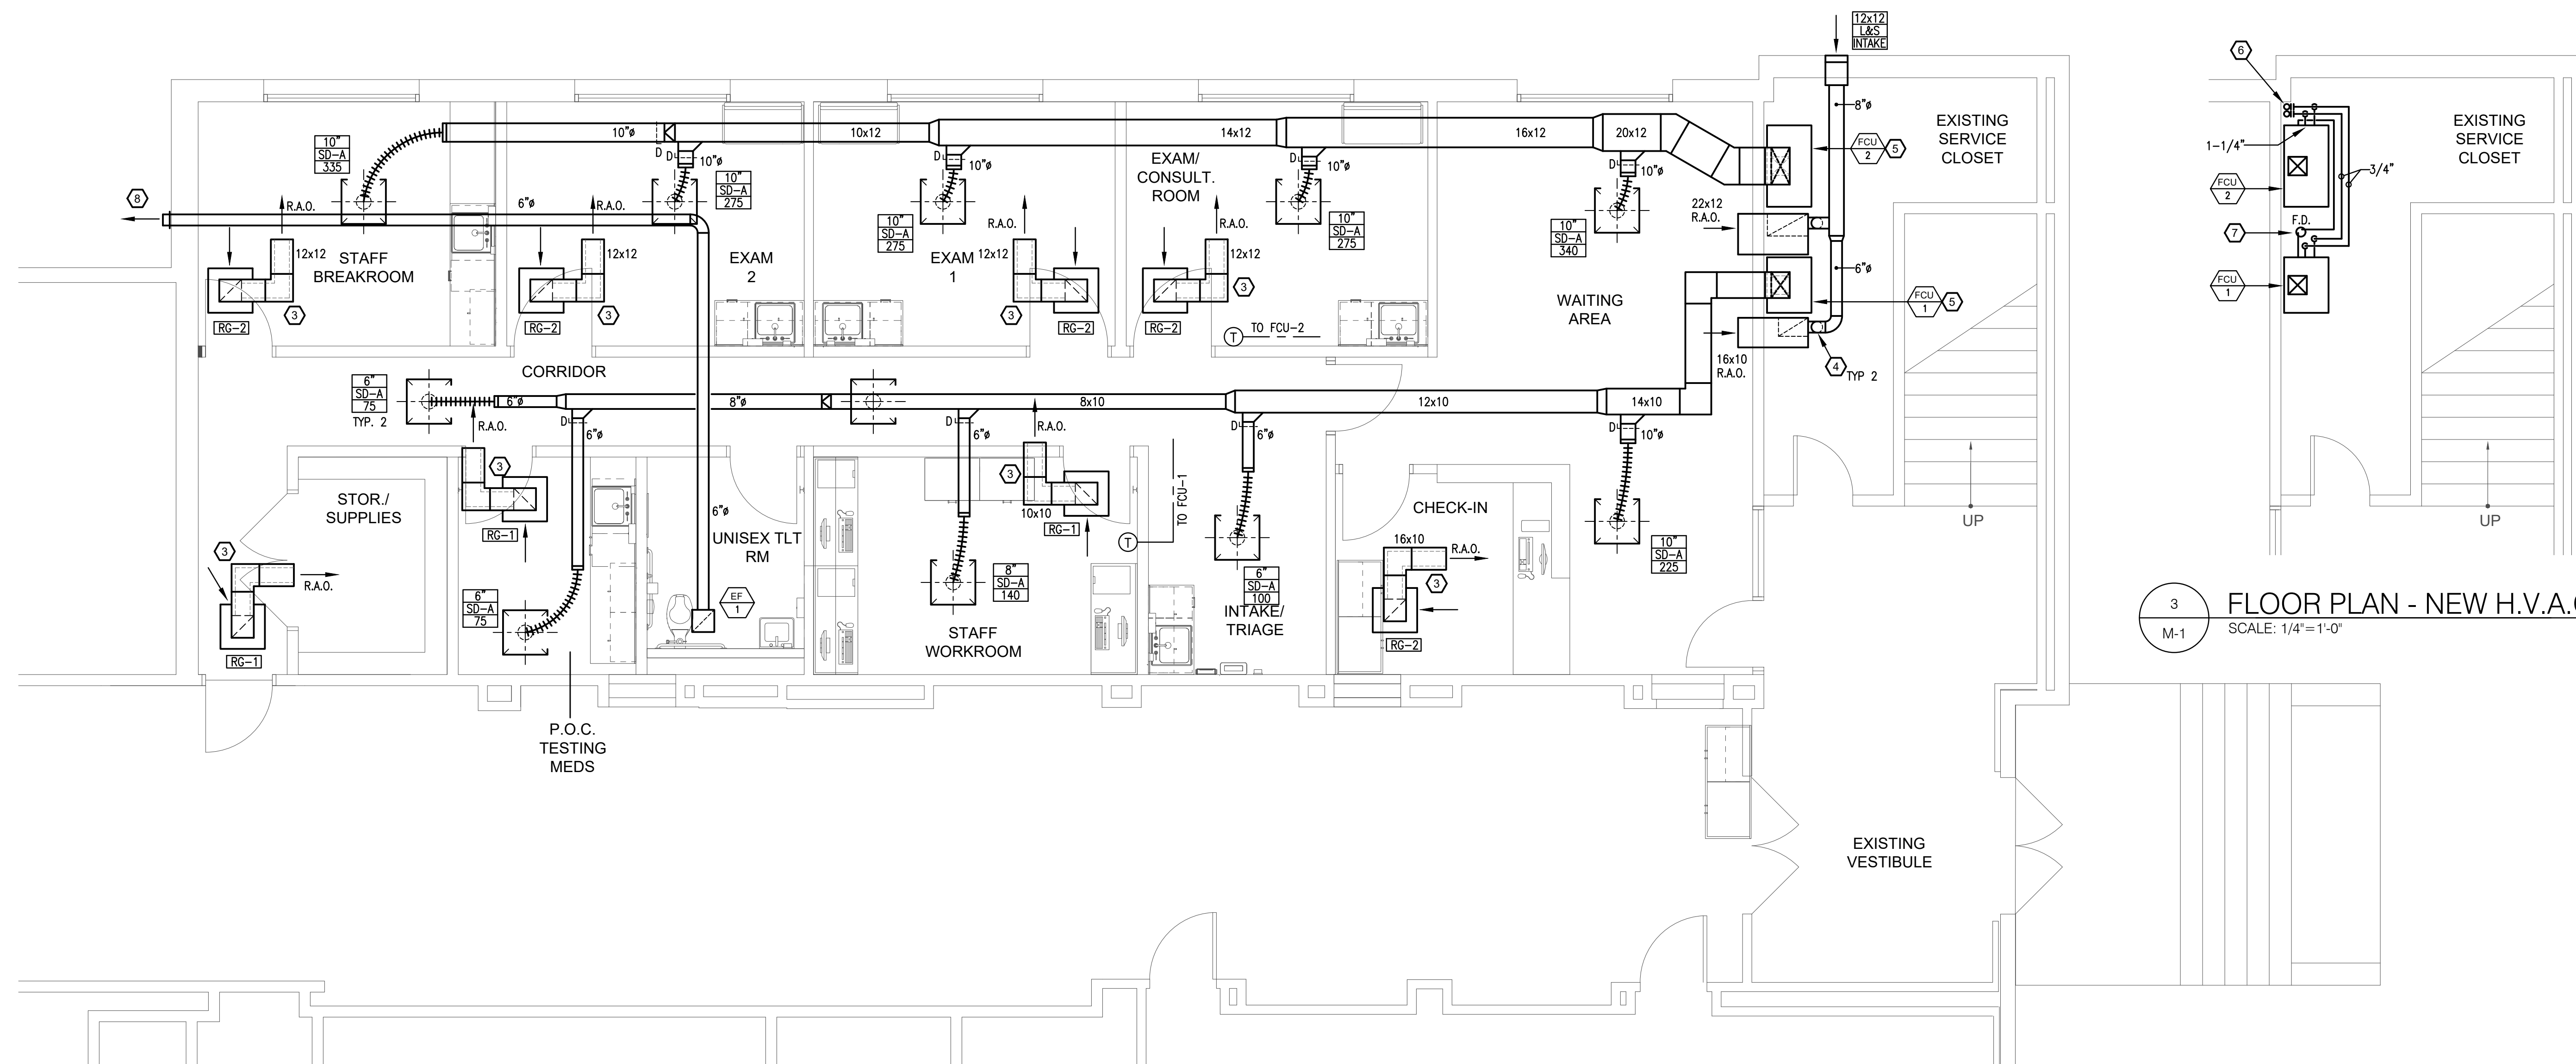 12x12
L&S
INTAKE
6
8"ø
EXISTING
SERVICE
CLOSET
EXISTING
SERVICE
CLOSET
10"ø
10x12
14x12
16x12
20x12
10"
SD-A
335
D
D
10"ø
D
10"ø
EXAM/
CONSULT.
ROOM
D
10"ø
D
10"ø
FCU
2
5
1-1/4"
3/4"
FCU
2
8
R.A.O.
6"ø
R.A.O.
10"
SD-A
275
10"
SD-A
275
R.A.O.
R.A.O.
10"
SD-A
275
10"
SD-A
340
22x12
R.A.O.
F.D.
7
STAFF
BREAKROOM
12x12
12x12
EXAM
2
EXAM
1
12x12
12x12
6"ø
FCU
1
3
3
3
3
WAITING
AREA
FCU
1
5
RG-2
RG-2
RG-2
RG-2
T
TO FCU-2
16x10
R.A.O.
4
TYP 2
CORRIDOR
6"
SD-A
75
TYP. 2
6"ø
8"ø
8x10
12x10
14x10
R.A.O.
D
6"ø
D
6"ø
R.A.O.
D
6"ø
D
10"ø
3
3
STOR./
SUPPLIES
RG-1
6"ø
10x10
RG-1
TO FCU-1
T
CHECK-IN
UP
UP
UNISEX TLT
RM
16x10
R.A.O.
10"
SD-A
225
3
R.A.O.
3
8"
SD-A
140
6"
SD-A
100
INTAKE/
TRIAGE
6"
SD-A
75
EF
1
STAFF
WORKROOM
RG-2
RG-1
3
M-1
FLOOR PLAN - NEW H.V.A.C
SCALE: 1/4"=1'-0"
P.O.C.
TESTING
MEDS
EXISTING
VESTIBULE